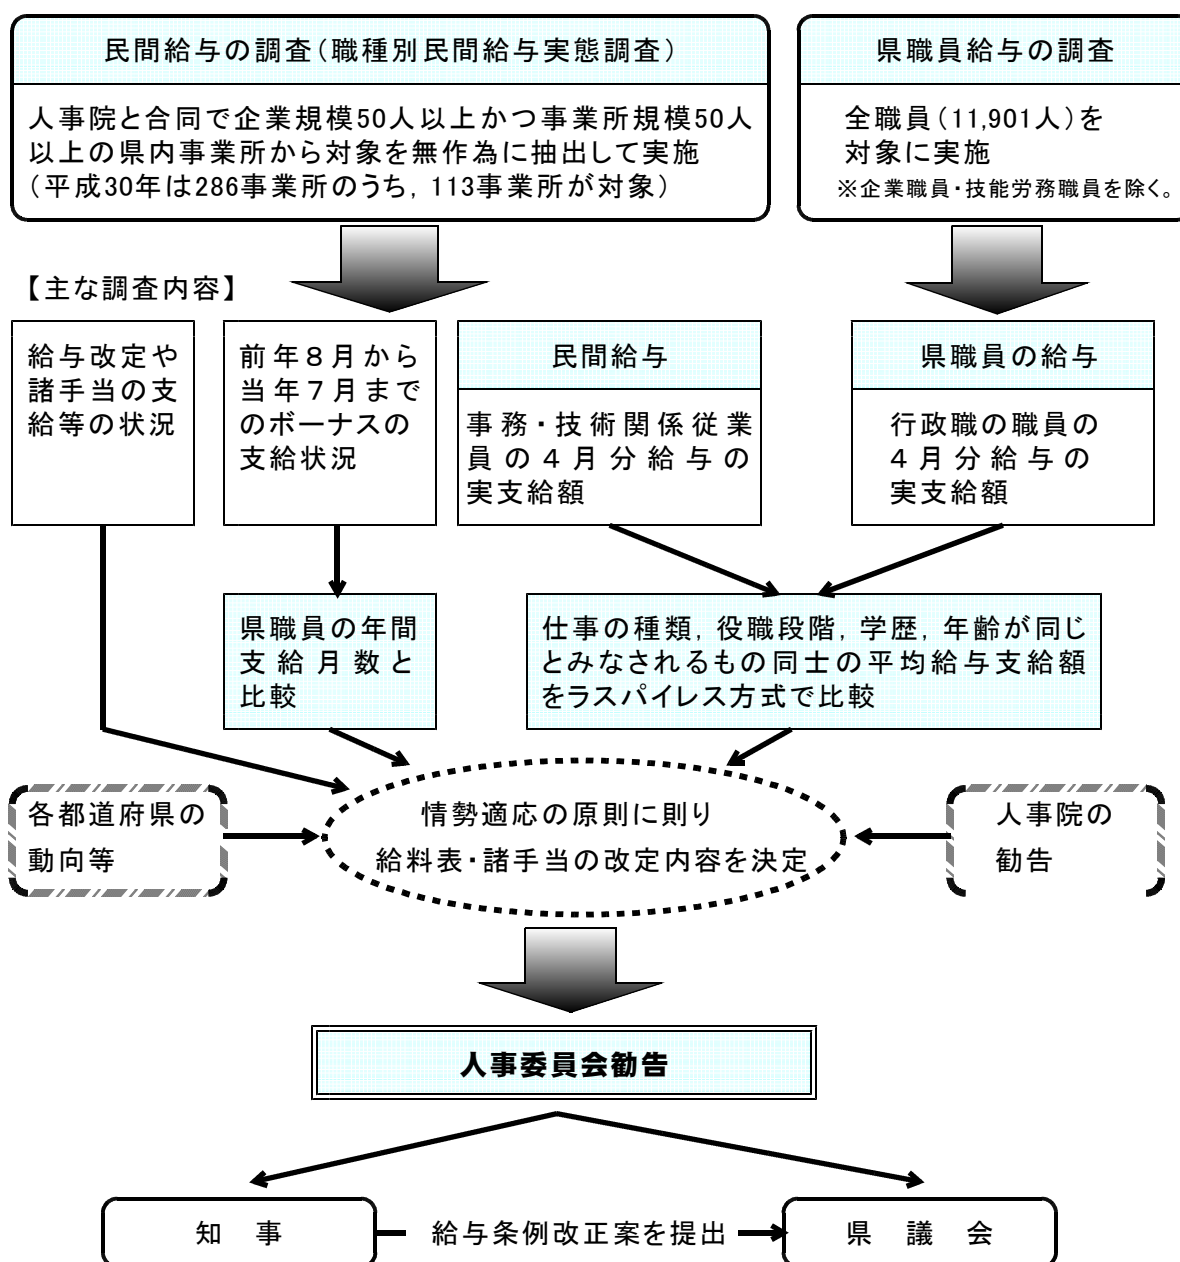 民間給与の調査(職種別民間給与実態調査)
人事院と合同で企業規模50人以上かつ事業所規模50人
以上の県内事業所から対象を無作為に抽出して実施
(平成30年は286事業所のうち，113事業所が対象)
県職員給与の調査
全職員(11,901人)を
対象に実施
※企業職員・技能労務職員を除く。
【主な調査内容】
給与改定や
諸手当の支
給等の状況
前年８月から
当年７月まで
のボーナスの
支給状況
民間給与
事務・技術関係従業
員の４月分給与の
実支給額
県職員の給与
行政職の職員の
４月分給与の
実支給額
県職員の年間
支給月数と
比較
仕事の種類，役職段階，学歴，年齢が同じ
とみなされるもの同士の平均給与支給額
をラスパイレス方式で比較
各都道府県の
動向等
情勢適応の原則に則り
給料表・諸手当の改定内容を決定
人事院の
勧告
人事委員会勧告
知　事
給与条例改正案を提出
県　議　会